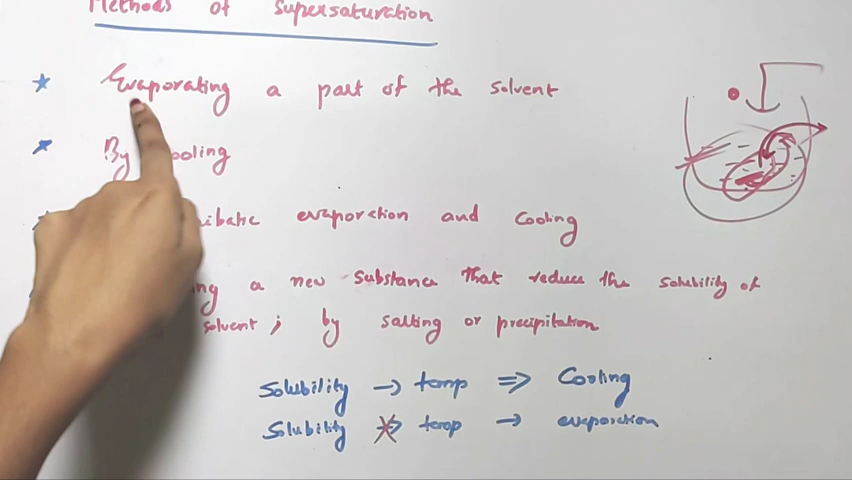 Methods of Supersaturation
Evaporating a part of the solvent
By cooling
evaporation and Cooling
a new Substance that reduce the solubility of
solvent ; by salting or precipitation
Solubility → temp ⇒ Cooling
Solubility → temp → evaporation